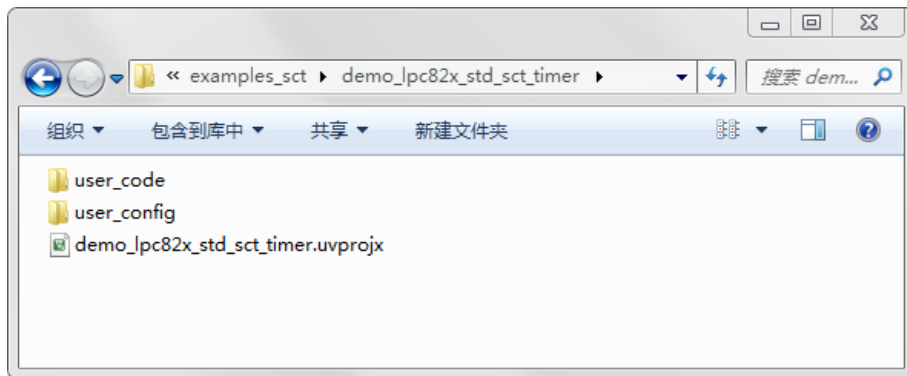 « examples_sct ▸ demo_lpc82x_std_sct_timer ▸ 搜索 dem...
组织 包含到库中 共享 新建文件夹
user_code
user_config
demo_lpc82x_std_sct_timer.uvprojx